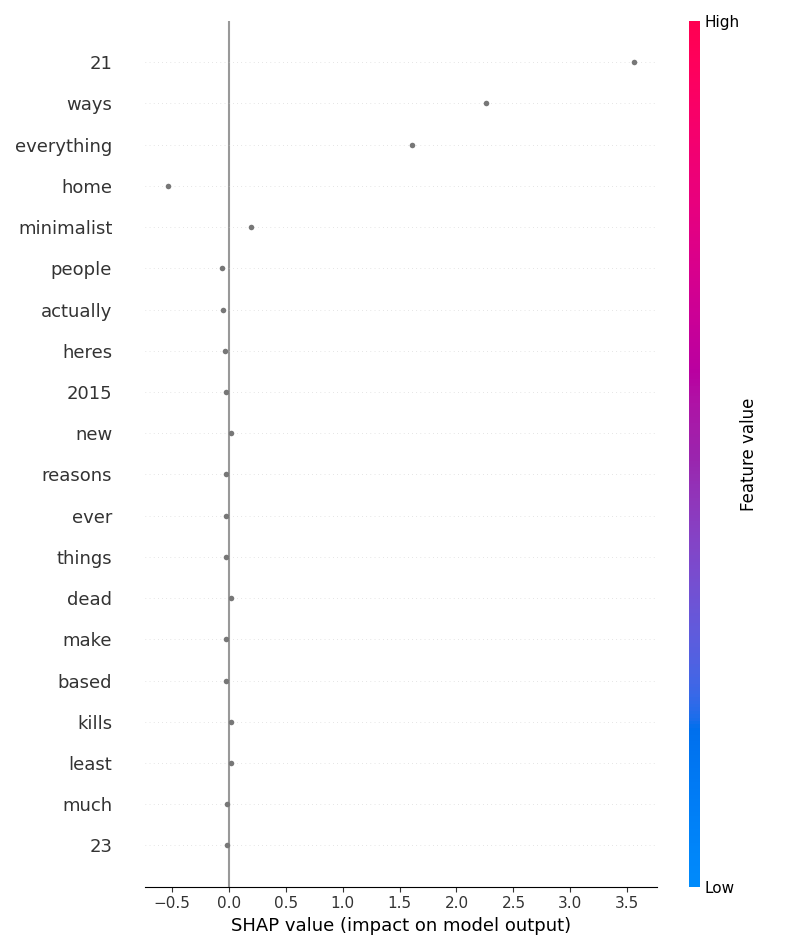 High
21
ways
everything
home
minimalist
people
actually
heres
2015
new
reasons
ever
things
dead
make
based
kills
least
much
23
Feature value
Low
−0.5 0.0 0.5 1.0 1.5 2.0 2.5 3.0 3.5
SHAP value (impact on model output)